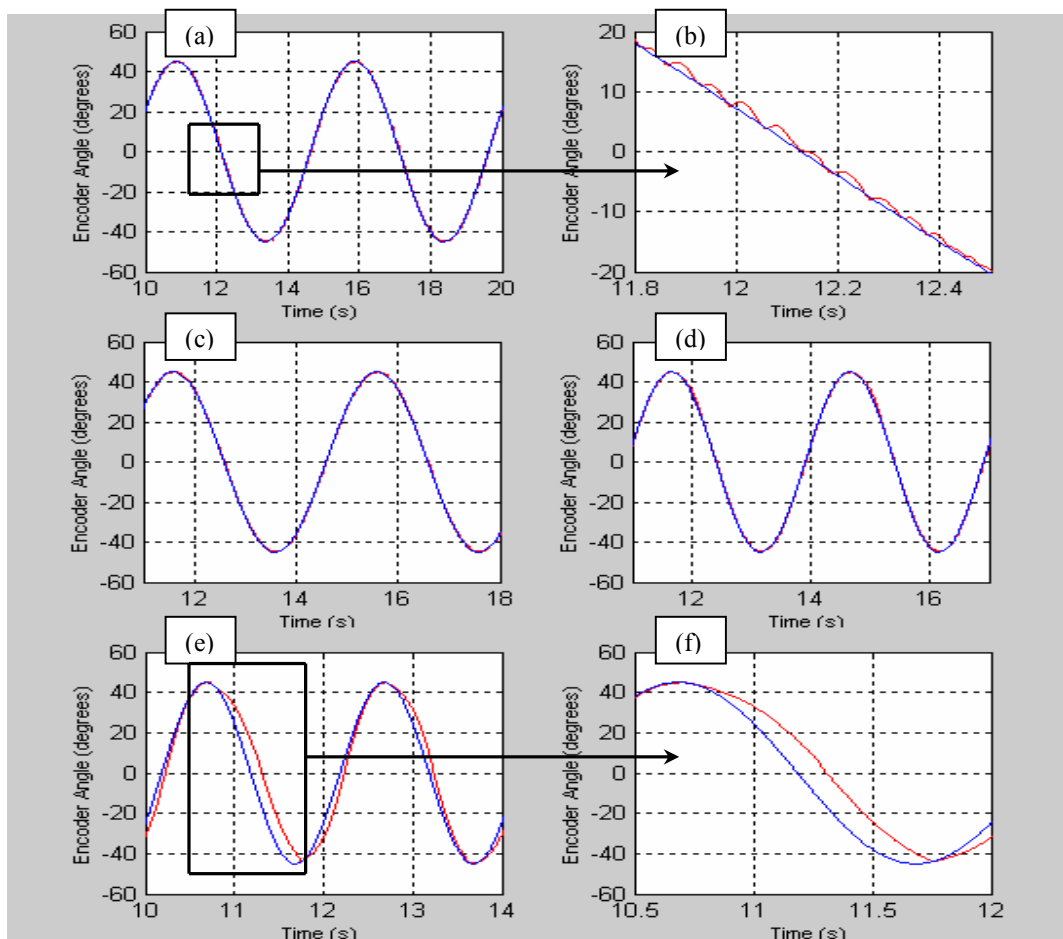 (a)
60
40
20
0
-20
-40
-60
10 12 14 16 18 20
Encoder Angle (degrees)
Time (s)
(b)
20
10
0
-10
-20
11.8 12 12.2 12.4
Encoder Angle (degrees)
Time (s)
(c)
60
40
20
0
-20
-40
-60
12 14 16 18
Encoder Angle (degrees)
Time (s)
(d)
60
40
20
0
-20
-40
-60
12 14 16
Encoder Angle (degrees)
Time (s)
(e)
60
40
20
0
-20
-40
-60
10 11 12 13 14
Encoder Angle (degrees)
Time (s)
(f)
60
40
20
0
-20
-40
-60
10.5 11 11.5 12
Encoder Angle (degrees)
Time (s)